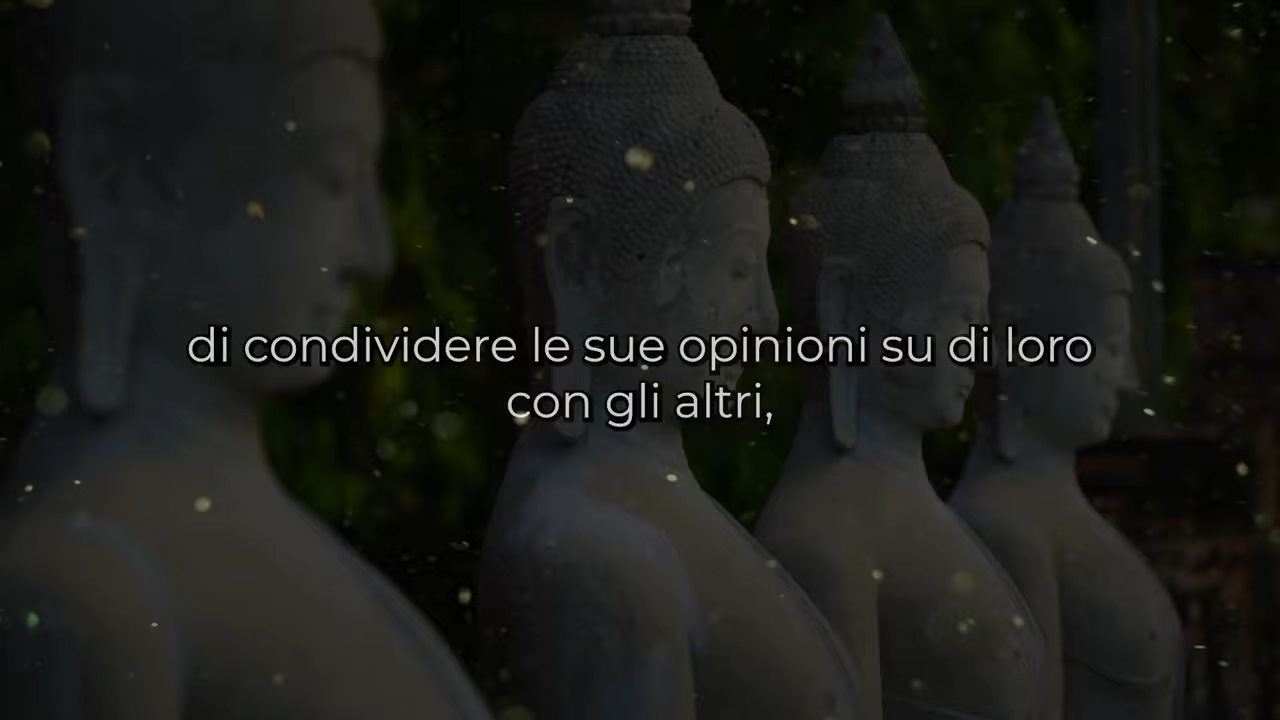 di condividere le sue opinioni su di loro
con gli altri,